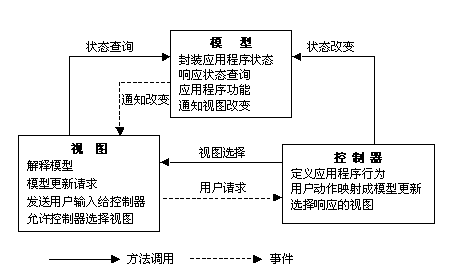 模 型
封装应用程序状态
响应状态查询
应用程序功能
通知视图改变
状态查询
状态改变
通知改变
视 图
解释模型
模型更新请求
发送用户输入给控制器
允许控制器选择视图
视图选择
用户请求
控 制 器
定义应用程序行为
用户动作映射成模型更新
选择响应的视图
方法调用
事件